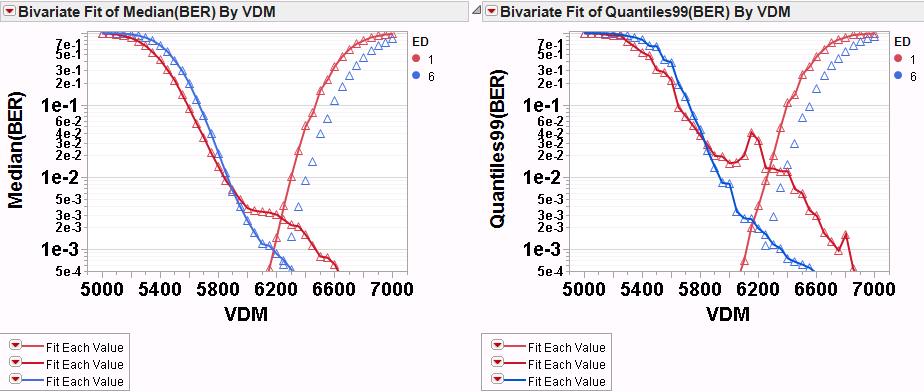 Bivariate Fit of Median(BER) By VDM
7e-1
5e-1
3e-1
2e-1
1e-1
6e-2
4e-2
3e-2
2e-2
1e-2
6e-3
5e-3
3e-3
2e-3
1e-3
5e-4
Median(BER)
5000 5400 5800 6200 6600 7000
VDM
ED
1
6
Fit Each Value
Fit Each Value
Fit Each Value
Bivariate Fit of Quantiles99(BER) By VDM
7e-1
5e-1
3e-1
2e-1
1e-1
6e-2
4e-2
3e-2
2e-2
1e-2
6e-3
5e-3
3e-3
2e-3
1e-3
5e-4
Quantiles99(BER)
5000 5400 5800 6200 6600 7000
VDM
ED
1
6
Fit Each Value
Fit Each Value
Fit Each Value